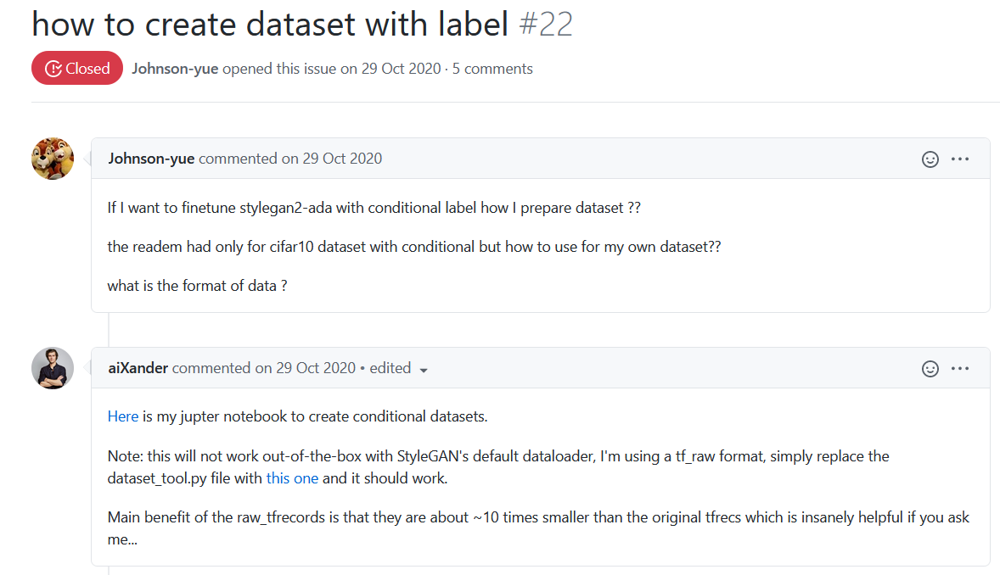 how to create dataset with label #22
Closed Johnson-yue opened this issue on 29 Oct 2020 · 5 comments
Johnson-yue commented on 29 Oct 2020
If I want to finetune stylegan2-ada with conditional label how I prepare dataset ??
the readem had only for cifar10 dataset with conditional but how to use for my own dataset??
what is the format of data ?
aiXander commented on 29 Oct 2020 • edited
Here is my jupter notebook to create conditional datasets.
Note: this will not work out-of-the-box with StyleGAN's default dataloader, I'm using a tf_raw format, simply replace the
dataset_tool.py file with this one and it should work.
Main benefit of the raw_tfrecords is that they are about ~10 times smaller than the original tfrecs which is insanely helpful if you ask
me...